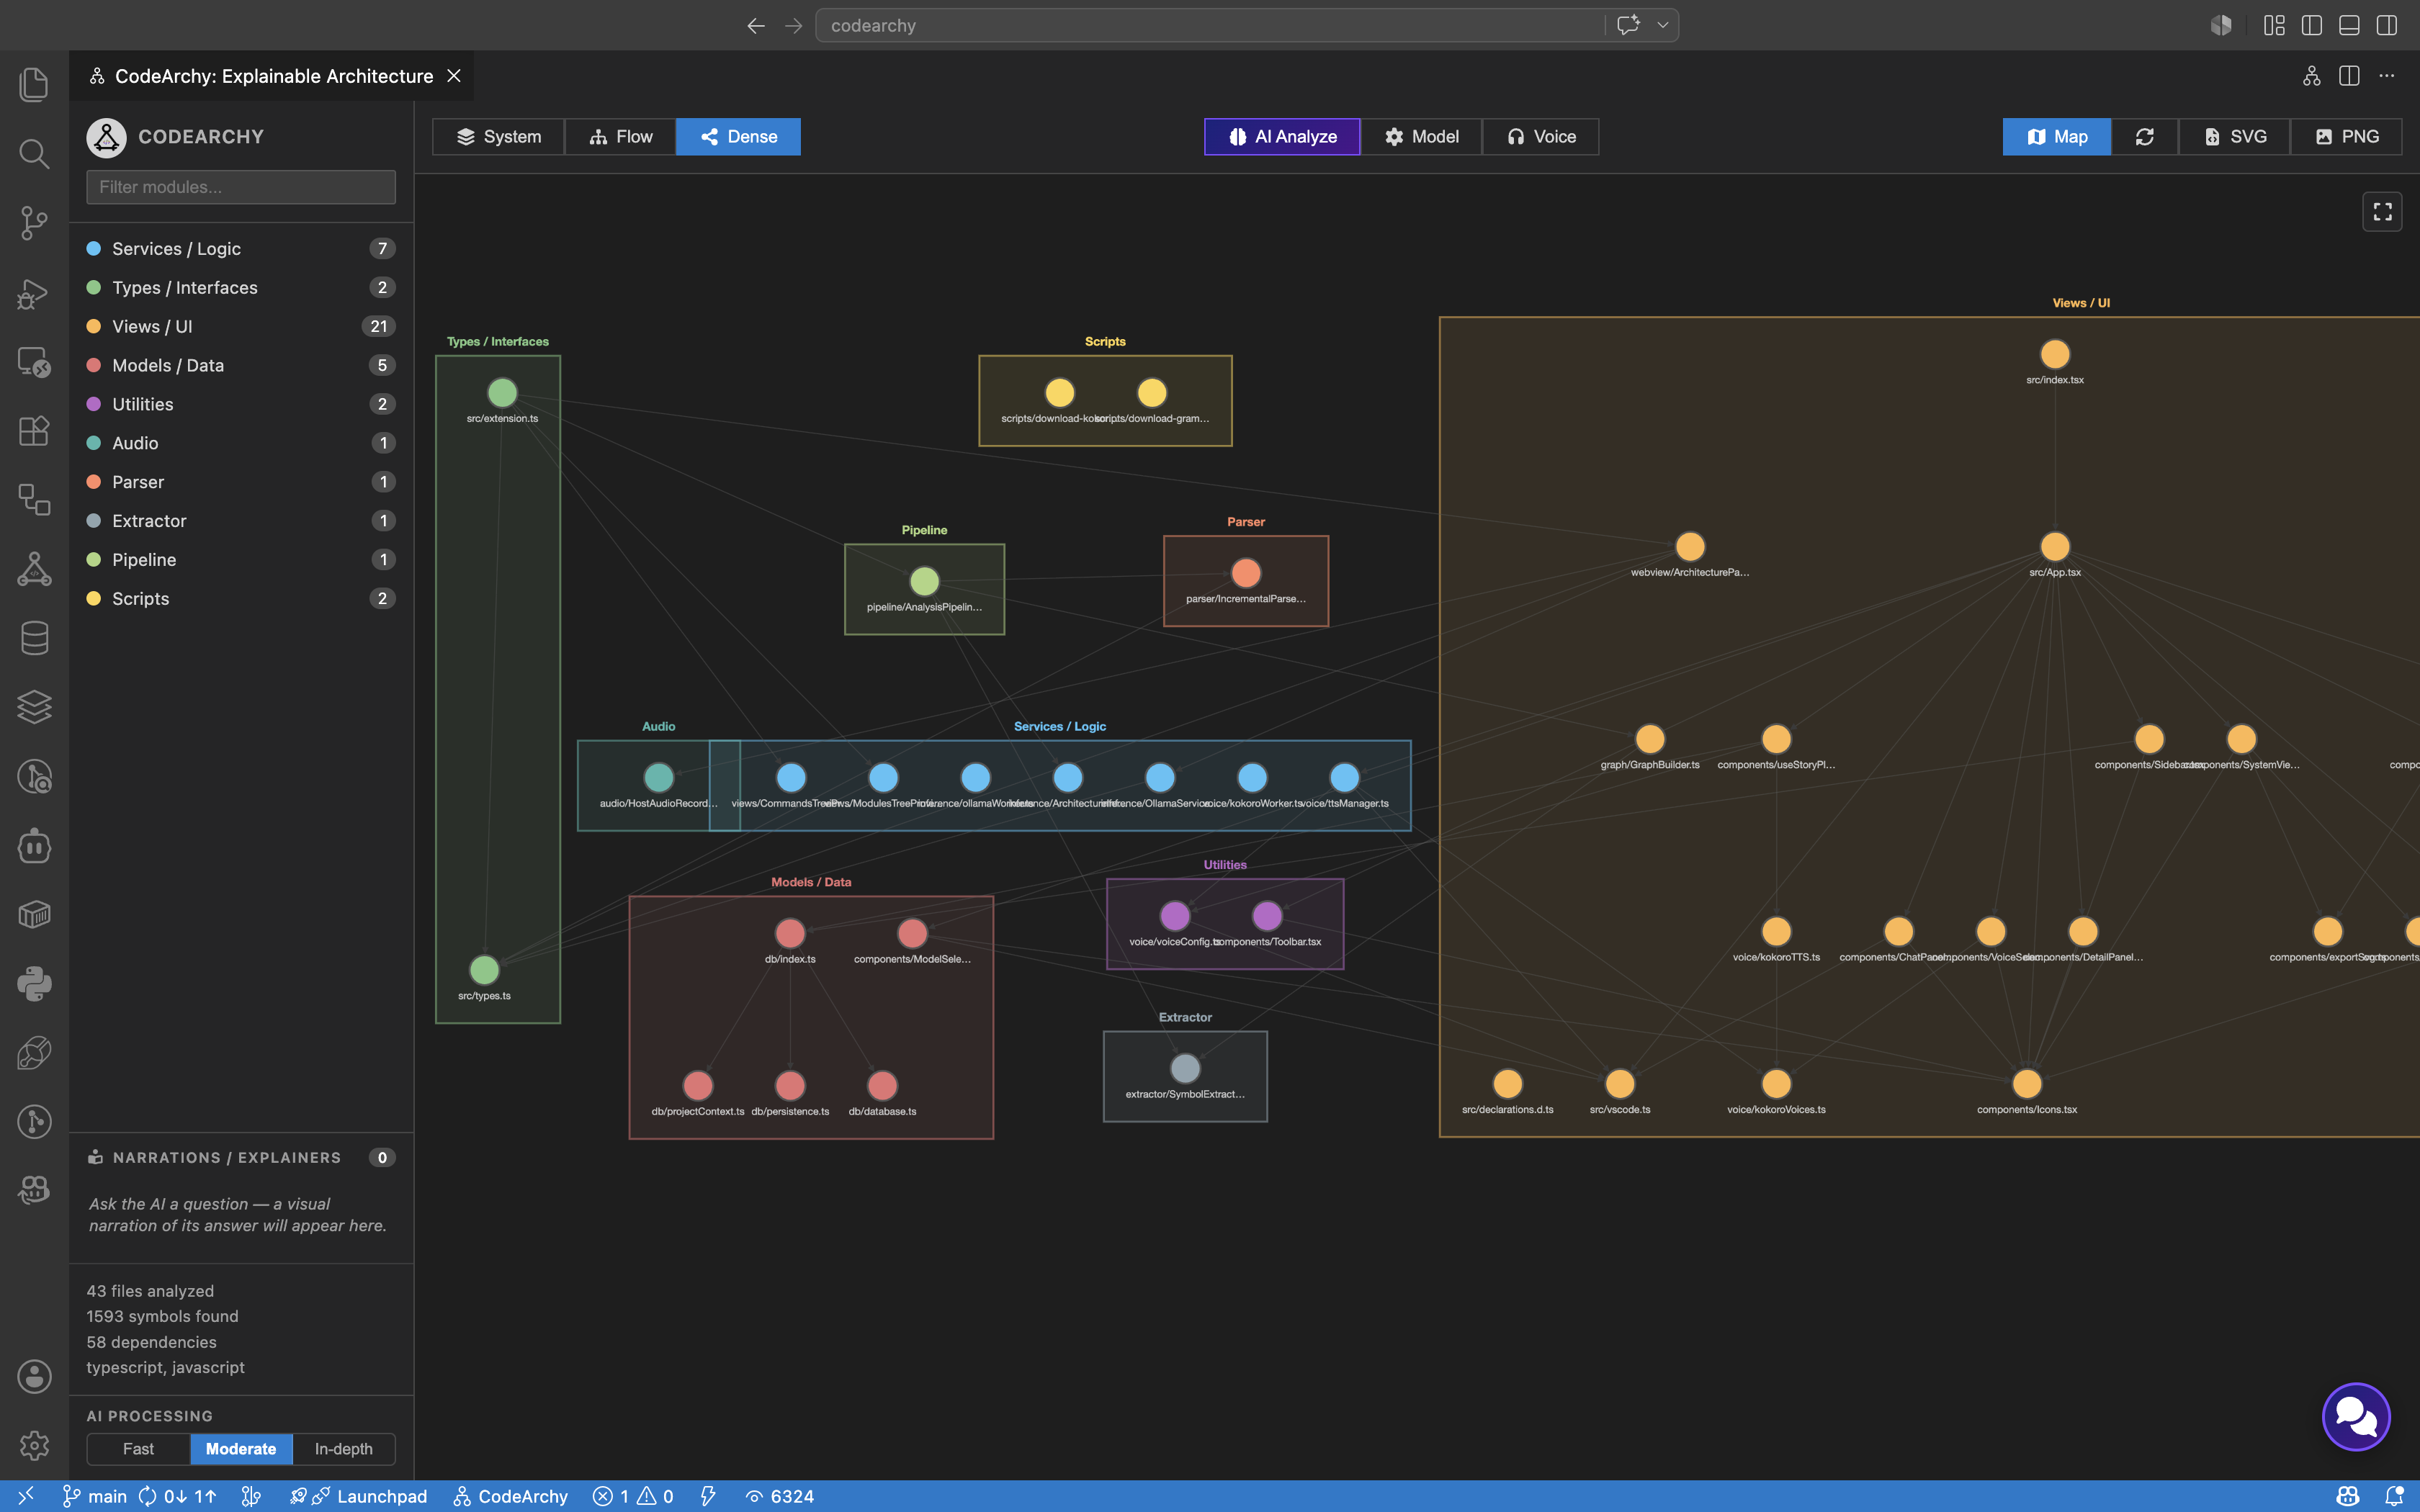 codearchy
CodeArchy: Explainable Architecture
CODEARCHY
Filter modules...
System
Flow
Dense
AI Analyze
Model
Voice
Map
SVG
PNG
Services / Logic 7
Types / Interfaces 2
Views / UI 21
Models / Data 5
Utilities 2
Audio 1
Parser 1
Extractor 1
Pipeline 1
Scripts 2
Views / UI
src/index.tsx
Types / Interfaces
src/extension.ts
Scripts
scripts/download-gram...
Pipeline
pipeline/AnalysisPipelin...
Parser
parser/IncrementalParse...
webview/ArchitecturePa...
src/App.tsx
Audio
audio/HostAudioRecord...
Services / Logic
voice/ttsManager.ts
graph/GraphBuilder.ts
components/useStoryPl...
components/SystemVie...
Models / Data
db/index.ts
components/ModelSele...
Utilities
components/Toolbar.tsx
voice/kokoroTTS.ts
components/DetailPanel...
src/types.ts
Extractor
extractor/SymbolExtract...
db/projectContext.ts
db/persistence.ts
db/database.ts
src/declarations.d.ts
src/vscode.ts
voice/kokoroVoices.ts
components/Icons.tsx
NARRATIONS / EXPLAINERS 0
Ask the AI a question — a visual
narration of its answer will appear here.
43 files analyzed
1593 symbols found
58 dependencies
typescript, javascript
AI PROCESSING
Fast
Moderate
In-depth
main
0↓ 1↑
Launchpad
CodeArchy
1
0
6324